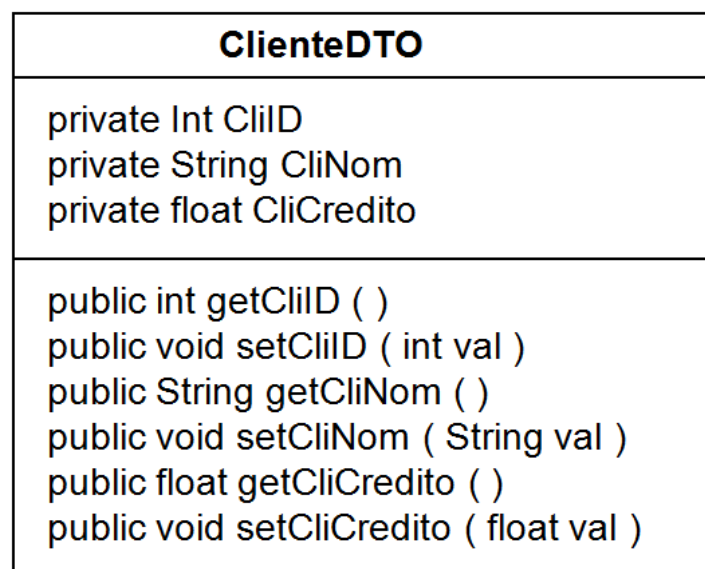 ClienteDTO
private Int CliID
private String CliNom
private float CliCredito
public int getCliID ( )
public void setCliID ( int val )
public String getCliNom ( )
public void setCliNom ( String val )
public float getCliCredito ( )
public void setCliCredito ( float val )